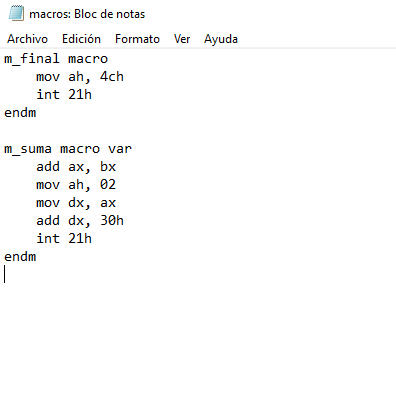 macros: Bloc de notas
Archivo Edición Formato Ver Ayuda
m_final macro
    mov ah, 4ch
    int 21h
endm

m_suma macro var
    add ax, bx
    mov ah, 02
    mov dx, ax
    add dx, 30h
    int 21h
endm